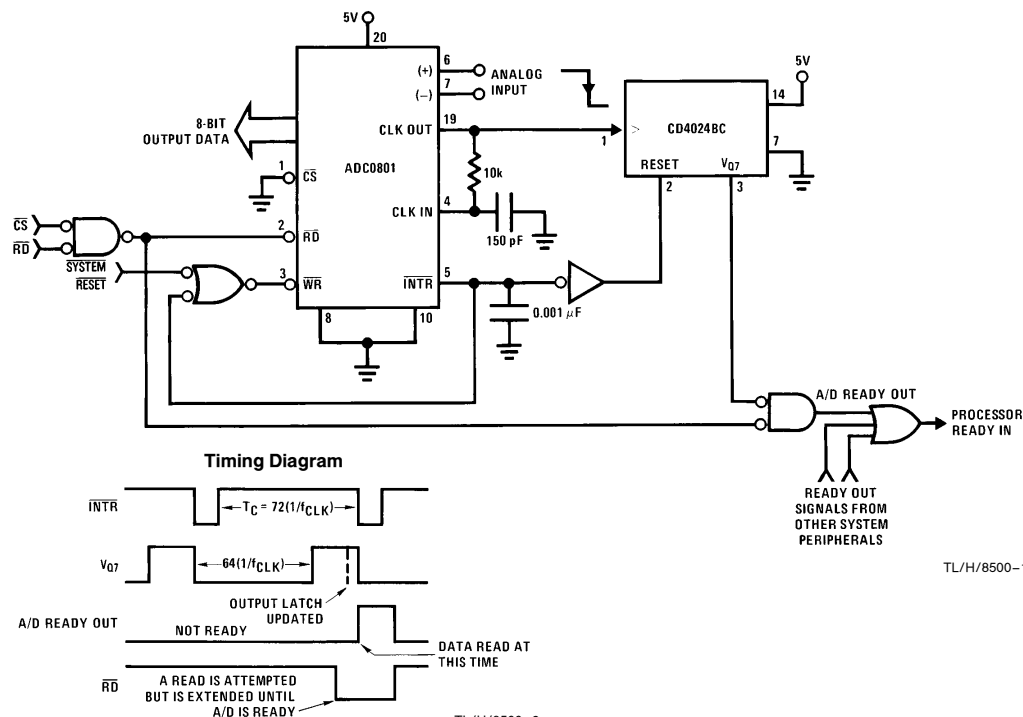 5V
20
6
(+)
ANALOG
INPUT
7
(−)
5V
14
8-BIT
OUTPUT DATA
19
CLK OUT
1
>
CD4024BC
7
ADC0801
10k
RESET
VQ7
2
3
1
CS
4
CLK IN
150 pF
CS
RD
2
RD
SYSTEM
RESET
3
WR
5
INTR
0.001 μF
8
10
A/D READY OUT
PROCESSOR
READY IN
READY OUT
SIGNALS FROM
OTHER SYSTEM
PERIPHERALS
Timing Diagram
INTR
TC = 72(1/fCLK)
VQ7
64(1/fCLK)
OUTPUT LATCH
UPDATED
A/D READY OUT
NOT READY
DATA READ AT
THIS TIME
RD
A READ IS ATTEMPTED
BUT IS EXTENDED UNTIL
A/D IS READY
TL/H/8500–